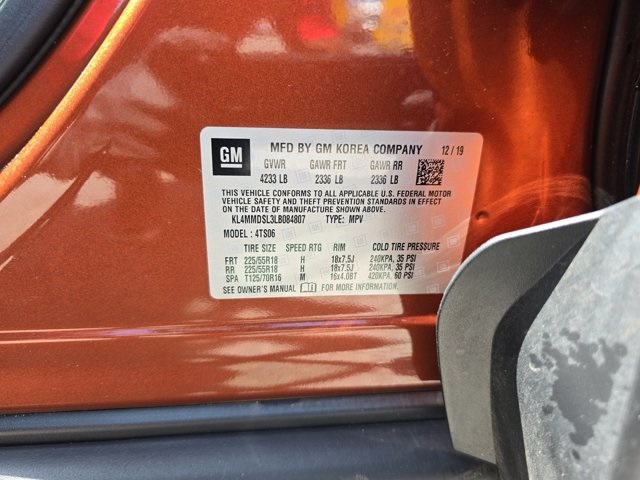 GM MFD BY GM KOREA COMPANY 12/19
GVWR GAWR FRT GAWR RR
4233 LB 2336 LB 2336 LB
THIS VEHICLE CONFORMS TO ALL APPLICABLE U.S. FEDERAL MOTOR
VEHICLE SAFETY AND THEFT PREVENTION STANDARDS IN EFFECT
ON THE DATE OF MANUFACTURE SHOWN ABOVE.
KL4MMDSL3LB084807 TYPE: MPV
MODEL: 4TS06
TIRE SIZE SPEED RTG RIM COLD TIRE PRESSURE
FRT 225/55R18 H 18x7.5J 240KPA, 35 PSI
RR 225/55R18 H 18x7.5J 240KPA, 35 PSI
SPA T125/70R16 M 16x4.0BT 420KPA, 60 PSI
SEE OWNER'S MANUAL FOR MORE INFORMATION.